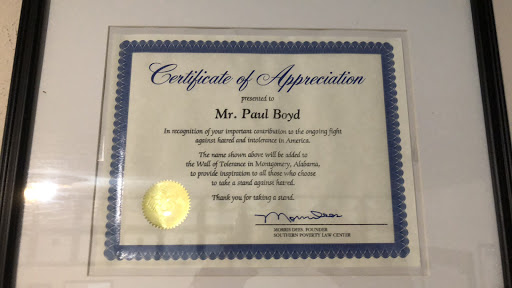 Certificate of Appreciation
presented to
Mr. Paul Boyd
In recognition of your important contribution to the ongoing fight
against hatred and intolerance in America.
The name shown above will be added to
the Wall of Tolerance in Montgomery, Alabama,
to provide inspiration to all those who choose
to take a stand against hatred.
Thank you for taking a stand.
Morris Dees
MORRIS DEES, FOUNDER
SOUTHERN POVERTY LAW CENTER